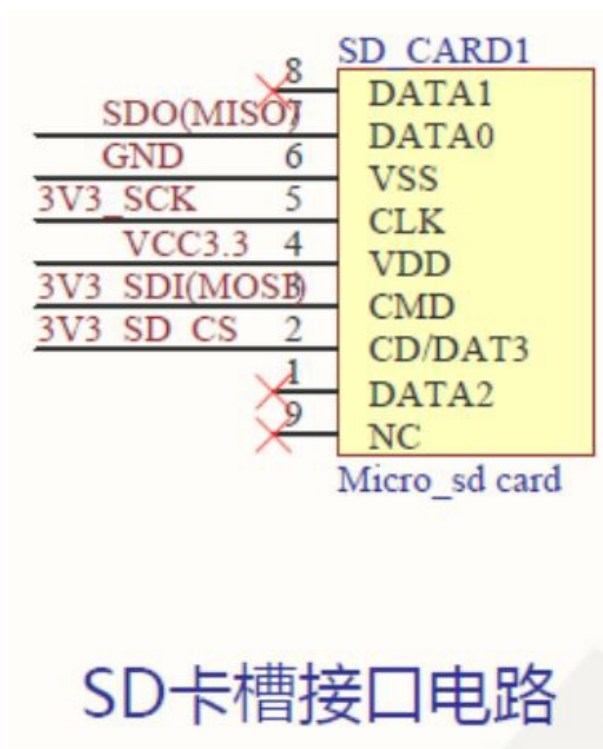 SD_CARD1
8 DATA1
SDO(MISO) 7 DATA0
GND 6 VSS
3V3_SCK 5 CLK
VCC3.3 4 VDD
3V3_SDI(MOSI) 3 CMD
3V3_SD_CS 2 CD/DAT3
1 DATA2
9 NC
Micro_sd card
SD卡槽接口电路